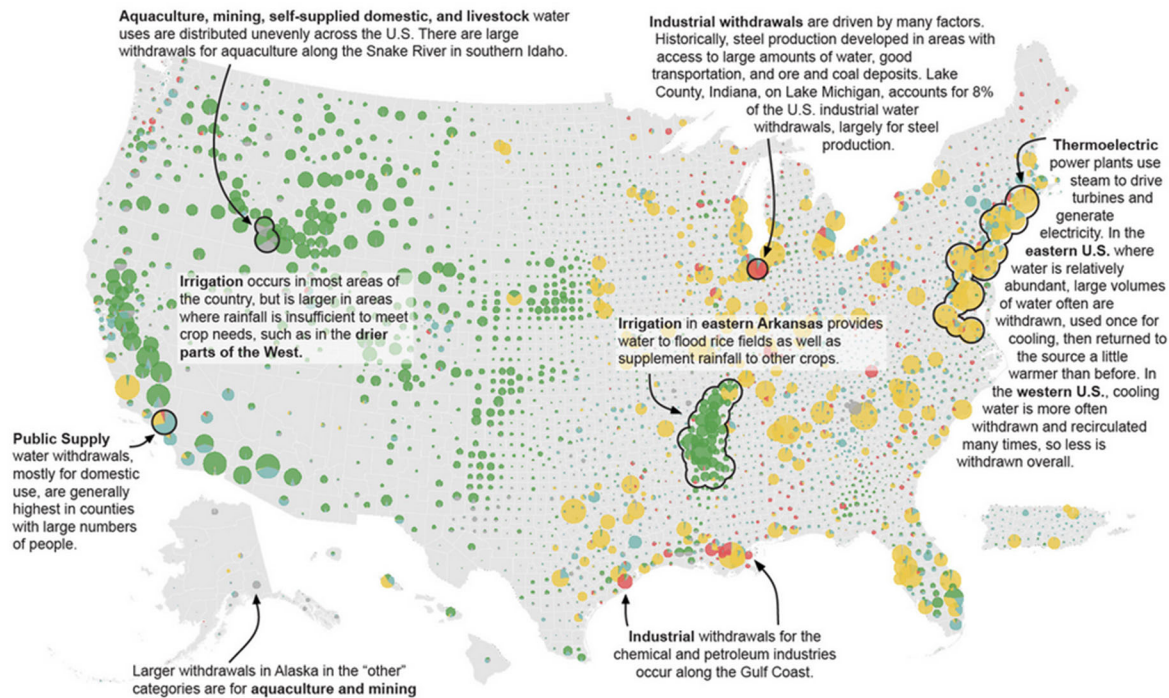 Aquaculture, mining, self-supplied domestic, and livestock water
uses are distributed unevenly across the U.S. There are large
withdrawals for aquaculture along the Snake River in southern Idaho.
Industrial withdrawals are driven by many factors.
Historically, steel production developed in areas with
access to large amounts of water, good
transportation, and ore and coal deposits. Lake
County, Indiana, on Lake Michigan, accounts for 8%
of the U.S. industrial water
withdrawals, largely for steel
production.
Thermoelectric
power plants use
steam to drive
turbines and
generate
electricity. In the
eastern U.S. where
water is relatively
abundant, large volumes
of water often are
withdrawn, used once for
cooling, then returned to
the source a little
warmer than before. In
the western U.S., cooling
water is more often
withdrawn and recirculated
many times, so less is
withdrawn overall.
Irrigation occurs in most areas of
the country, but is larger in areas
where rainfall is insufficient to meet
crop needs, such as in the drier
parts of the West.
Irrigation in eastern Arkansas provides
water to flood rice fields as well as
supplement rainfall to other crops.
Public Supply
water withdrawals,
mostly for domestic
use, are generally
highest in counties
with large numbers
of people.
Industrial withdrawals for the
chemical and petroleum industries
occur along the Gulf Coast.
Larger withdrawals in Alaska in the “other”
categories are for aquaculture and mining